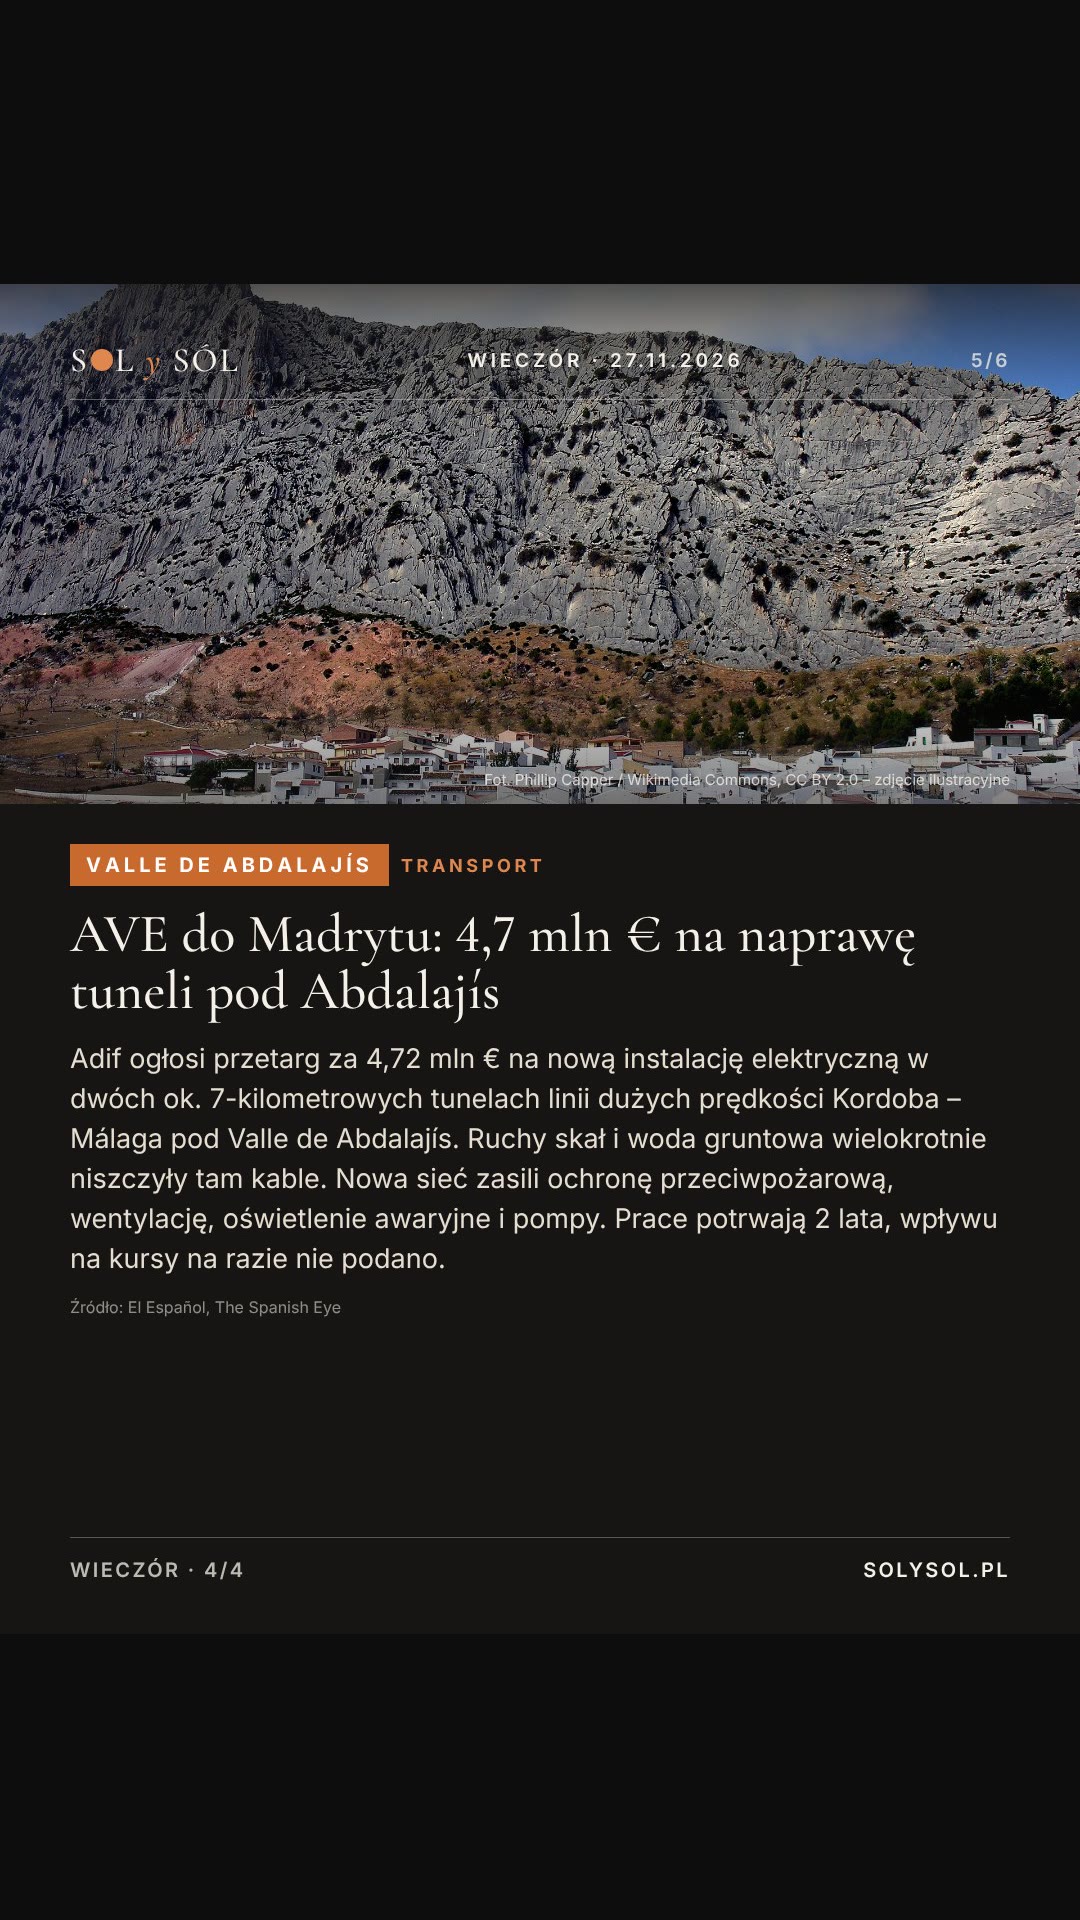 SOL y SÓL
WIECZÓR · 27.11.2026
5/6
Fot. Phillip Capper / Wikimedia Commons, CC BY 2.0 – zdjęcie ilustracyjne
VALLE DE ABDALAJÍS
TRANSPORT
AVE do Madrytu: 4,7 mln € na naprawę
tuneli pod Abdalajís
Adif ogłosi przetarg za 4,72 mln € na nową instalację elektryczną w
dwóch ok. 7-kilometrowych tunelach linii dużych prędkości Kordoba –
Málaga pod Valle de Abdalajís. Ruchy skał i woda gruntowa wielokrotnie
niszczyły tam kable. Nowa sieć zasili ochronę przeciwpożarową,
wentylację, oświetlenie awaryjne i pompy. Prace potrwają 2 lata, wpływu
na kursy na razie nie podano.
Źródło: El Español, The Spanish Eye
WIECZÓR · 4/4
SOLYSOL.PL